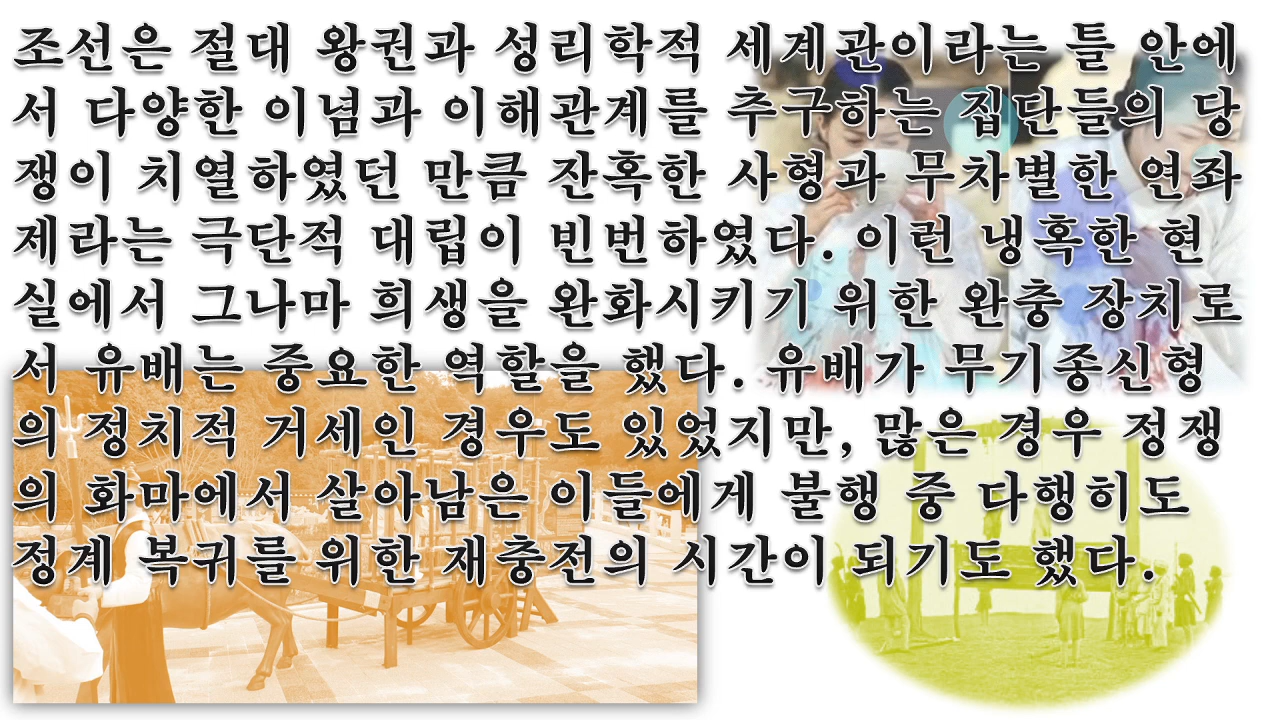 조선은 절대 왕권과 성리학적 세계관이라는 틀 안에
서 다양한 이념과 이해관계를 추구하는 집단들의 당
쟁이 치열하였던 만큼 잔혹한 사형과 무차별한 연좌
제라는 극단적 대립이 빈번하였다. 이런 냉혹한 현
실에서 그나마 희생을 완화시키기 위한 완충 장치로
서 유배는 중요한 역할을 했다. 유배가 무기종신형
의 정치적 거세인 경우도 있었지만, 많은 경우 정쟁
의 화마에서 살아남은 이들에게 불행 중 다행히도
정계 복귀를 위한 재충전의 시간이 되기도 했다.